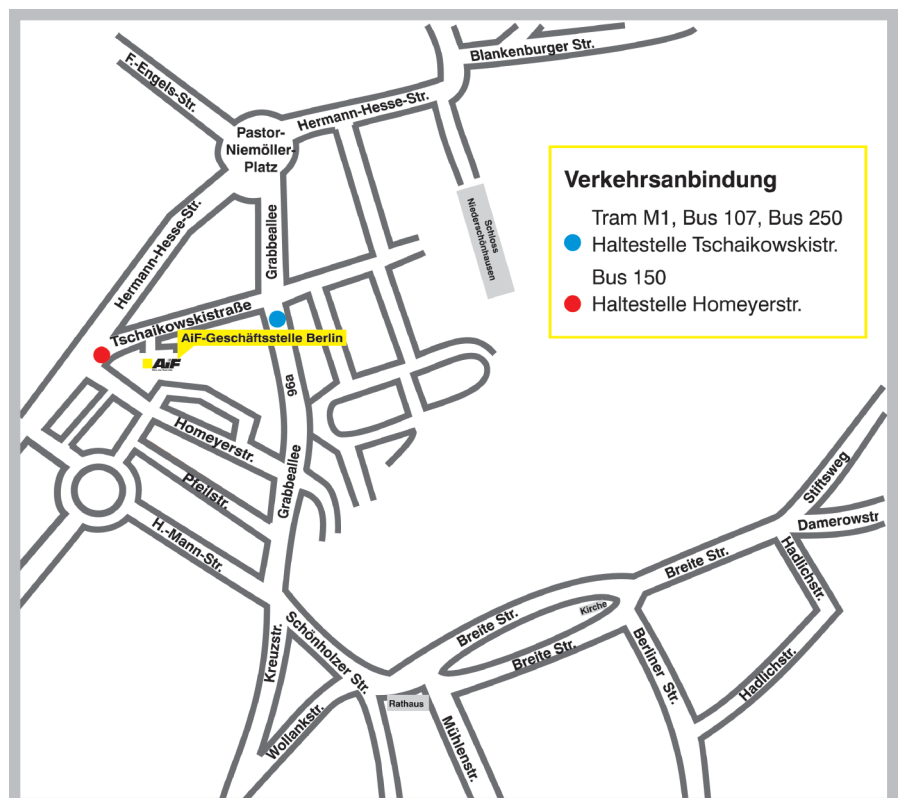 Blankenburger Str.
F.-Engels-Str.
Hermann-Hesse-Str.
Pastor-
Niemöller-
Platz
Verkehrsanbindung
Tram M1, Bus 107, Bus 250
Haltestelle Tschaikowskistr.
Bus 150
Haltestelle Homeyerstr.
Schloss
Niederschönhausen
Hermann-Hesse-Str.
Grabbeallee
Tschaikowskistraße
AiF-Geschäftsstelle Berlin
AiF
96a
Homeyerstr.
Grabbeallee
Pfeilstr.
H.-Mann-Str.
Stiftsweg
Damerowstr
Hadlichstr.
Breite Str.
Kirche
Breite Str.
Breite Str.
Schönholzer Str.
Kreuzstr.
Berliner Str.
Hadlichstr.
Rathaus
Wollankstr.
Mühlenstr.